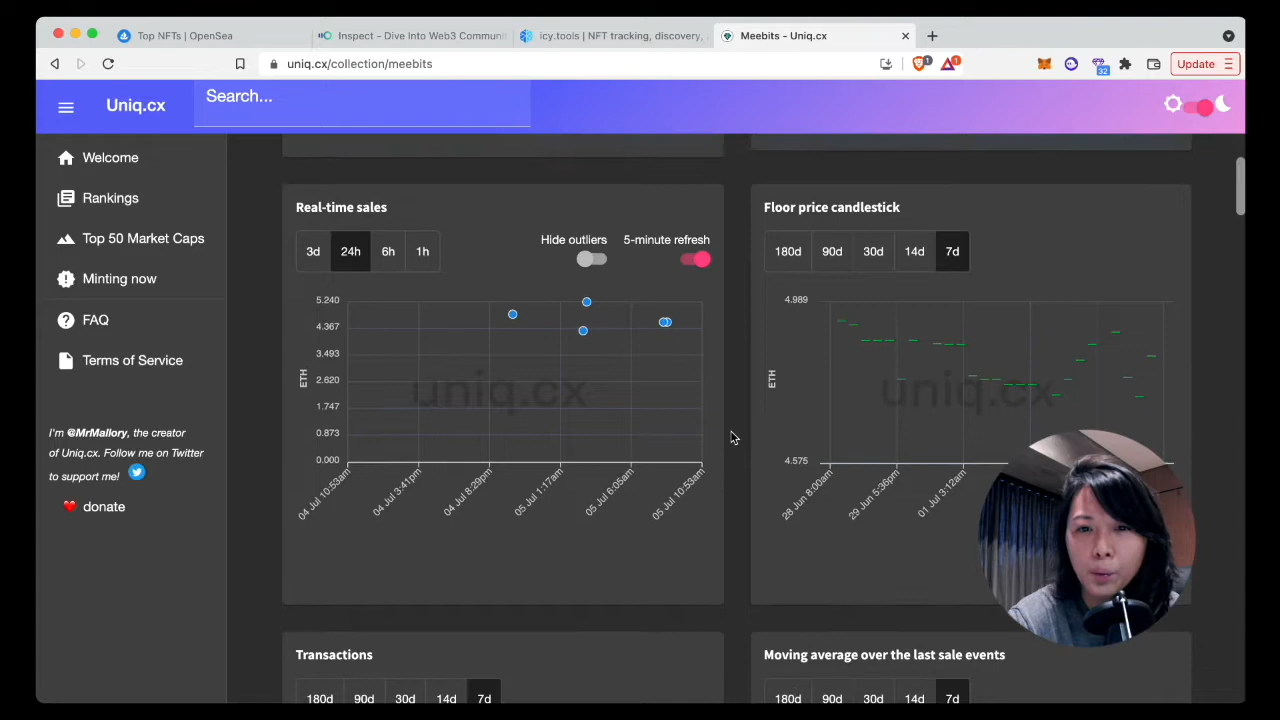 Top NFTs | OpenSea
Inspect - Dive Into Web3 Communit
icy.tools | NFT tracking, discovery,
Meebits - Uniq.cx
uniq.cx/collection/meebits
1
1
32
Update
Uniq.cx
Search...
Welcome
Rankings
Top 50 Market Caps
Minting now
FAQ
Terms of Service
I'm @MrMallory, the creator
of Uniq.cx. Follow me on Twitter
to support me!
donate
Real-time sales
3d 24h 6h 1h
Hide outliers
5-minute refresh
5.240
4.367
3.493
2.620
1.747
0.873
0.000
ETH
uniq.cx
04 Jul 10:53am
04 Jul 3:41pm
04 Jul 8:29pm
05 Jul 1:17am
05 Jul 6:05am
05 Jul 10:53am
Floor price candlestick
180d 90d 30d 14d 7d
4.989
4.575
ETH
uniq.cx
28 Jun 8:00am
29 Jun 5:36pm
01 Jul 3:12am
Transactions
180d 90d 30d 14d 7d
Moving average over the last sale events
180d 90d 30d 14d 7d